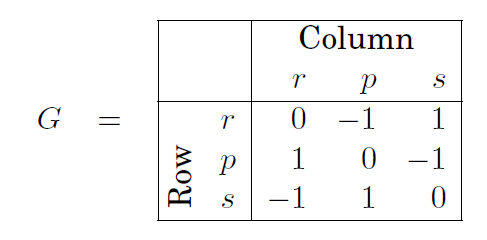 Column
r p s
G = r 0 −1 1
Row p 1 0 −1
s −1 1 0